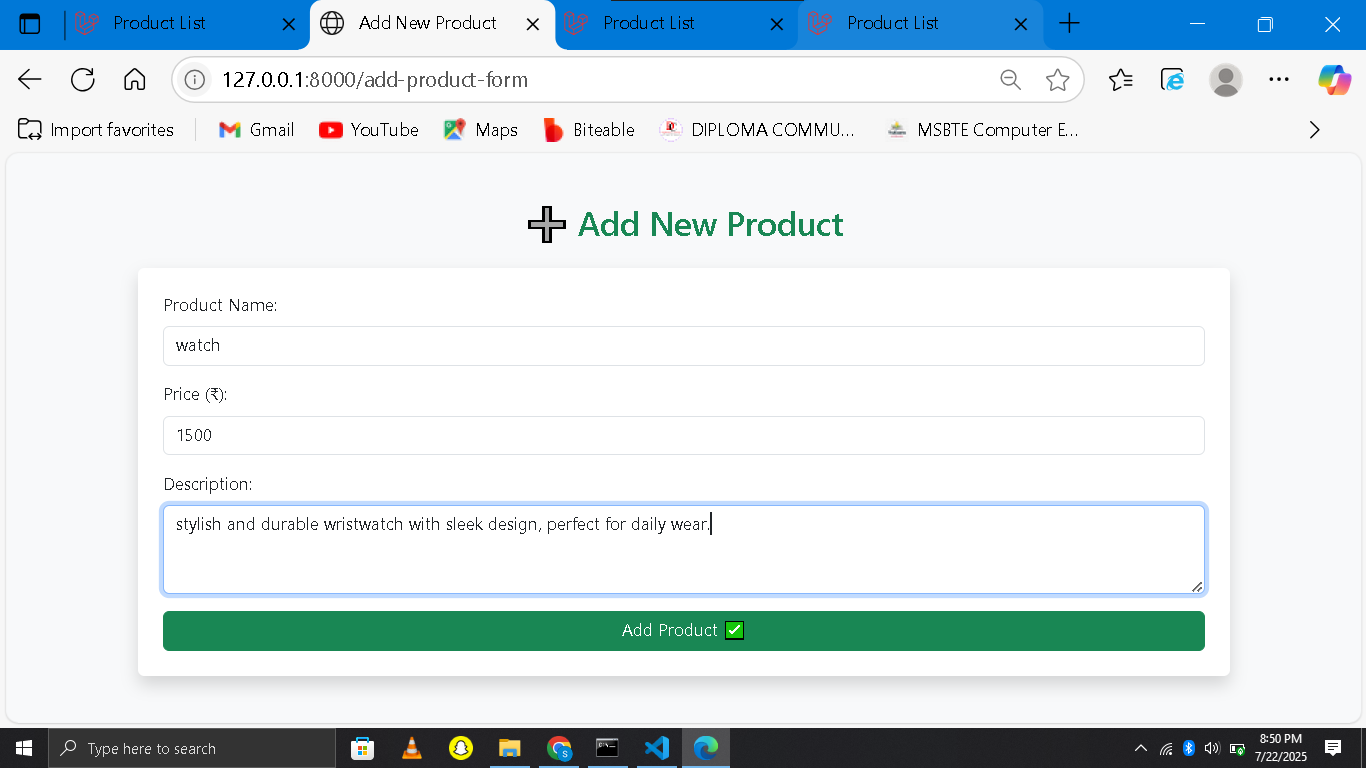 Product List
Add New Product
Product List
Product List
127.0.0.1:8000/add-product-form
Import favorites
Gmail
YouTube
Maps
Biteable
DIPLOMA COMMU...
MSBTE Computer E...
Add New Product
Product Name:
watch
Price (₹):
1500
Description:
stylish and durable wristwatch with sleek design, perfect for daily wear.
Add Product ✅
Type here to search
8:50 PM
7/22/2025